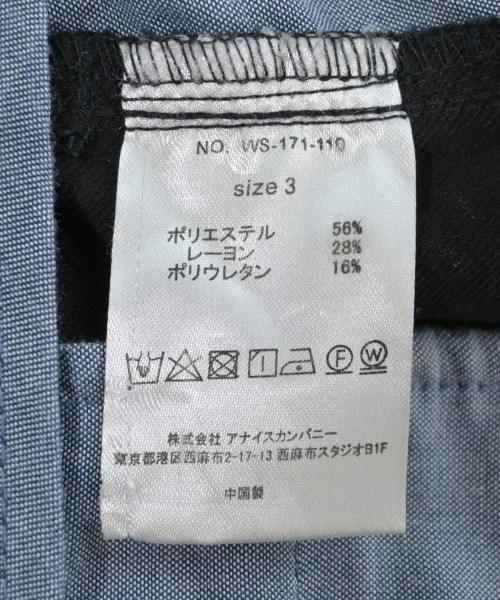 NO. WS-171-110
size 3
ポリエステル 56%
レーヨン 28%
ポリウレタン 16%
F W
株式会社 アナイスカンパニー
東京都港区西麻布2-17-13 西麻布スタジオB1F
中国製